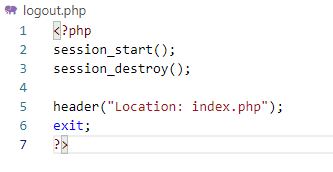 logout.php
1 <?php
2 session_start();
3 session_destroy();
4
5 header("Location: index.php");
6 exit;
7 ?>